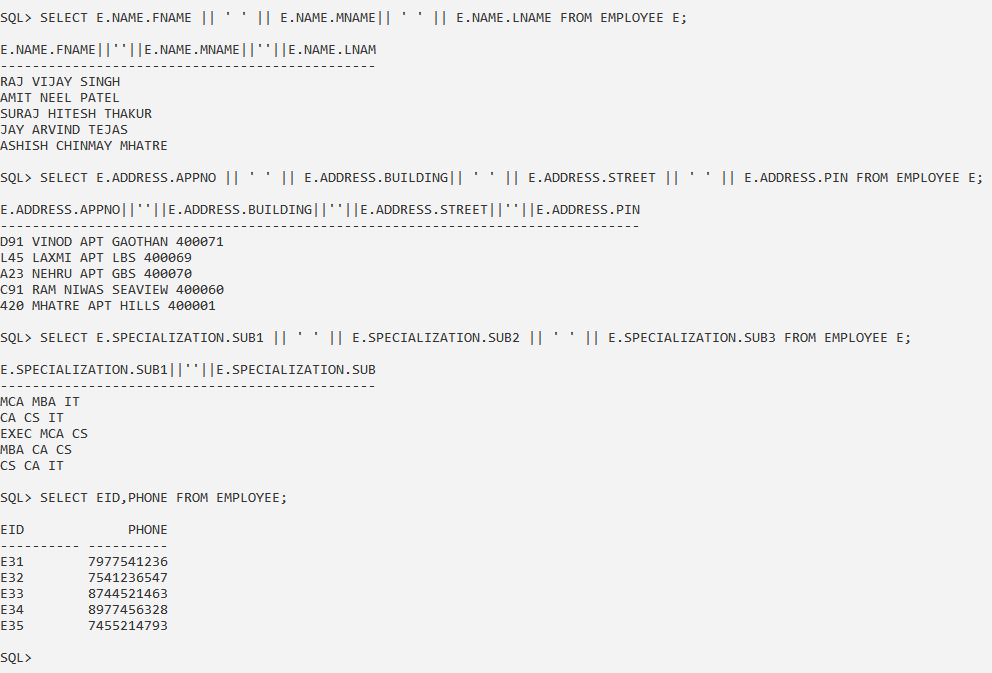 SQL> SELECT E.NAME.FNAME || ' ' || E.NAME.MNAME|| ' ' || E.NAME.LNAME FROM EMPLOYEE E;
E.NAME.FNAME||''||E.NAME.MNAME||''||E.NAME.LNAM
-----------------------------------------------
RAJ VIJAY SINGH
AMIT NEEL PATEL
SURAJ HITESH THAKUR
JAY ARVIND TEJAS
ASHISH CHINMAY MHATRE
SQL> SELECT E.ADDRESS.APPNO || ' ' || E.ADDRESS.BUILDING|| ' ' || E.ADDRESS.STREET || ' ' || E.ADDRESS.PIN FROM EMPLOYEE E;
E.ADDRESS.APPNO||''||E.ADDRESS.BUILDING||''||E.ADDRESS.STREET||''||E.ADDRESS.PIN
--------------------------------------------------------------------------------
D91 VINOD APT GAOTHAN 400071
L45 LAXMI APT LBS 400069
A23 NEHRU APT GBS 400070
C91 RAM NIWAS SEAVIEW 400060
420 MHATRE APT HILLS 400001
SQL> SELECT E.SPECIALIZATION.SUB1 || ' ' || E.SPECIALIZATION.SUB2 || ' ' || E.SPECIALIZATION.SUB3 FROM EMPLOYEE E;
E.SPECIALIZATION.SUB1||''||E.SPECIALIZATION.SUB
-----------------------------------------------
MCA MBA IT
CA CS IT
EXEC MCA CS
MBA CA CS
CS CA IT
SQL> SELECT EID,PHONE FROM EMPLOYEE;
EID             PHONE
---------- ----------
E31        7977541236
E32        7541236547
E33        8744521463
E34        8977456328
E35        7455214793
SQL>